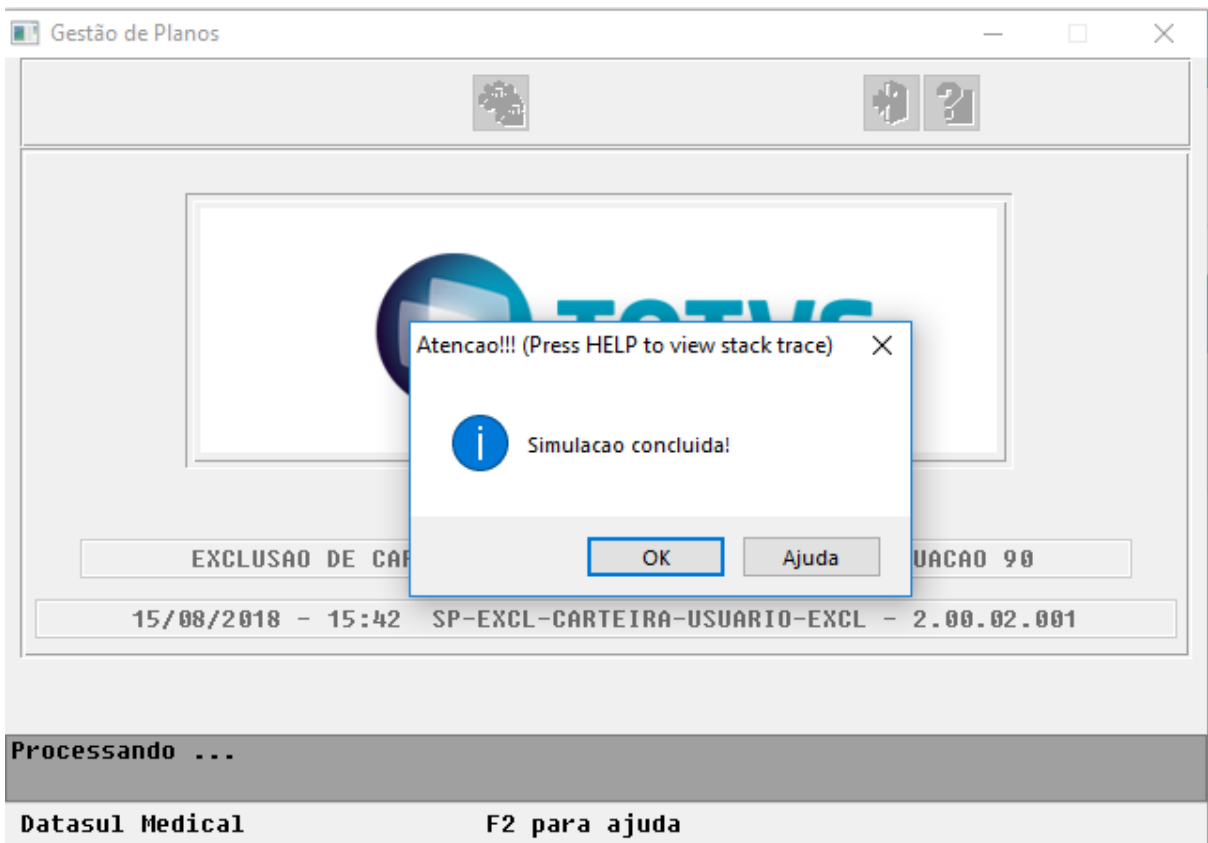 Gestão de Planos
TOTVS
Atencao!!! (Press HELP to view stack trace)
Simulacao concluida!
OK
Ajuda
EXCLUSAO DE CAR
UACAO 90
15/08/2018 - 15:42 SP-EXCL-CARTEIRA-USUARIO-EXCL - 2.00.02.001
Processando ...
Datasul Medical F2 para ajuda